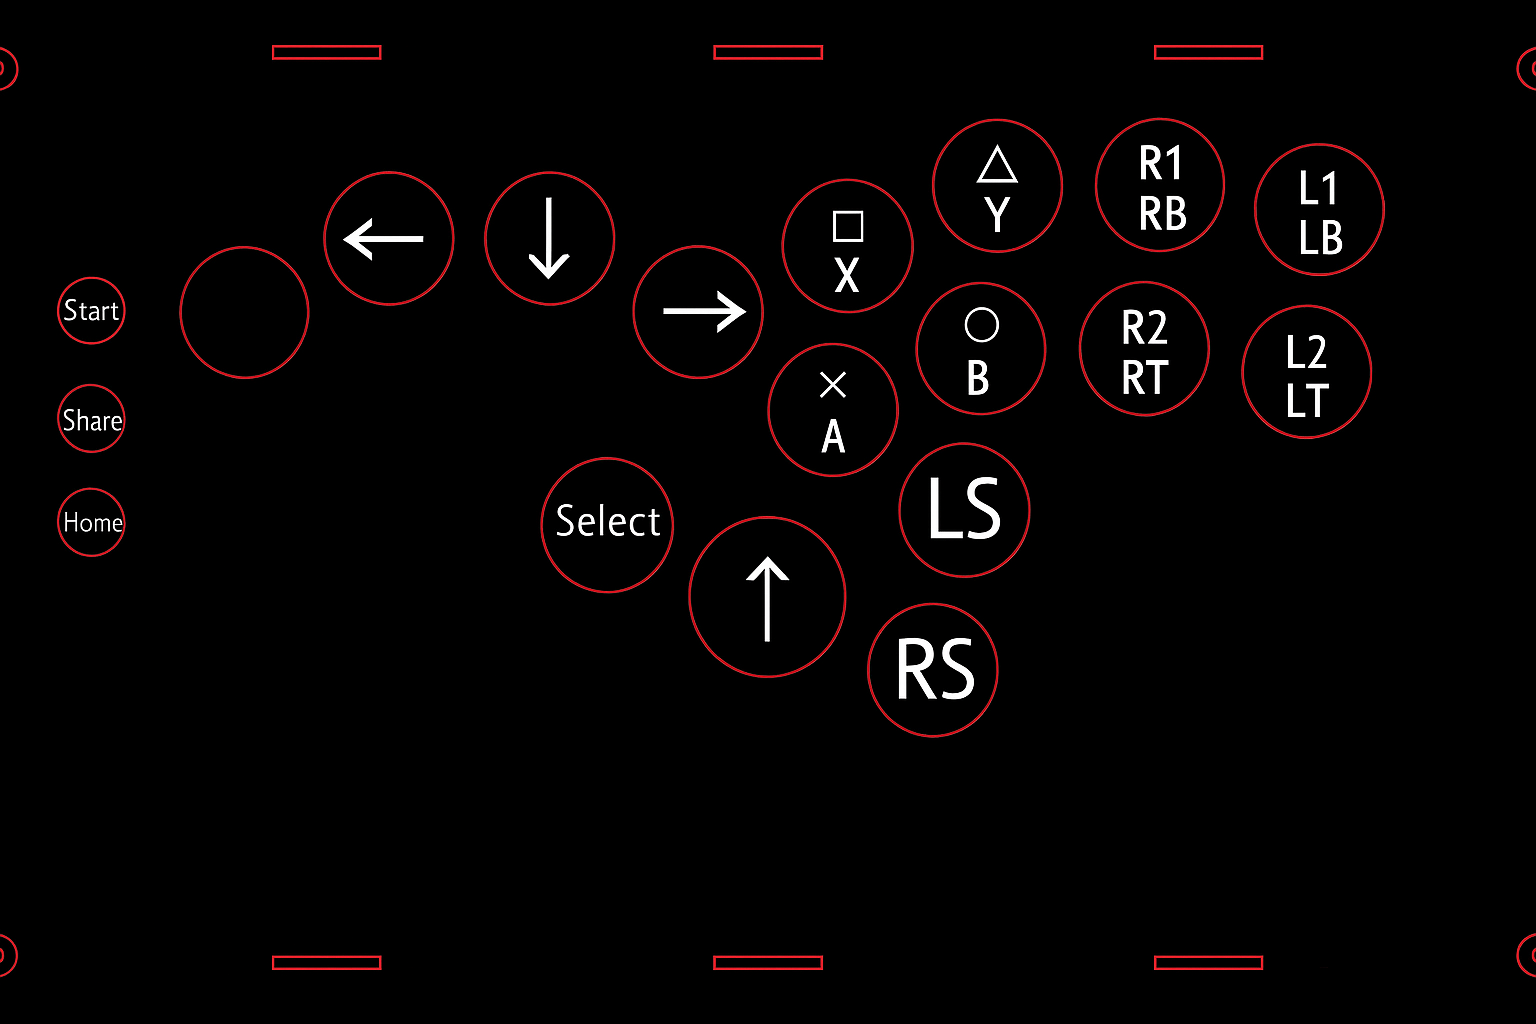 Start
Share
Home
←
↓
→
□
X
△
Y
R1
RB
L1
LB
×
A
○
B
R2
RT
L2
LT
Select
↑
LS
RS